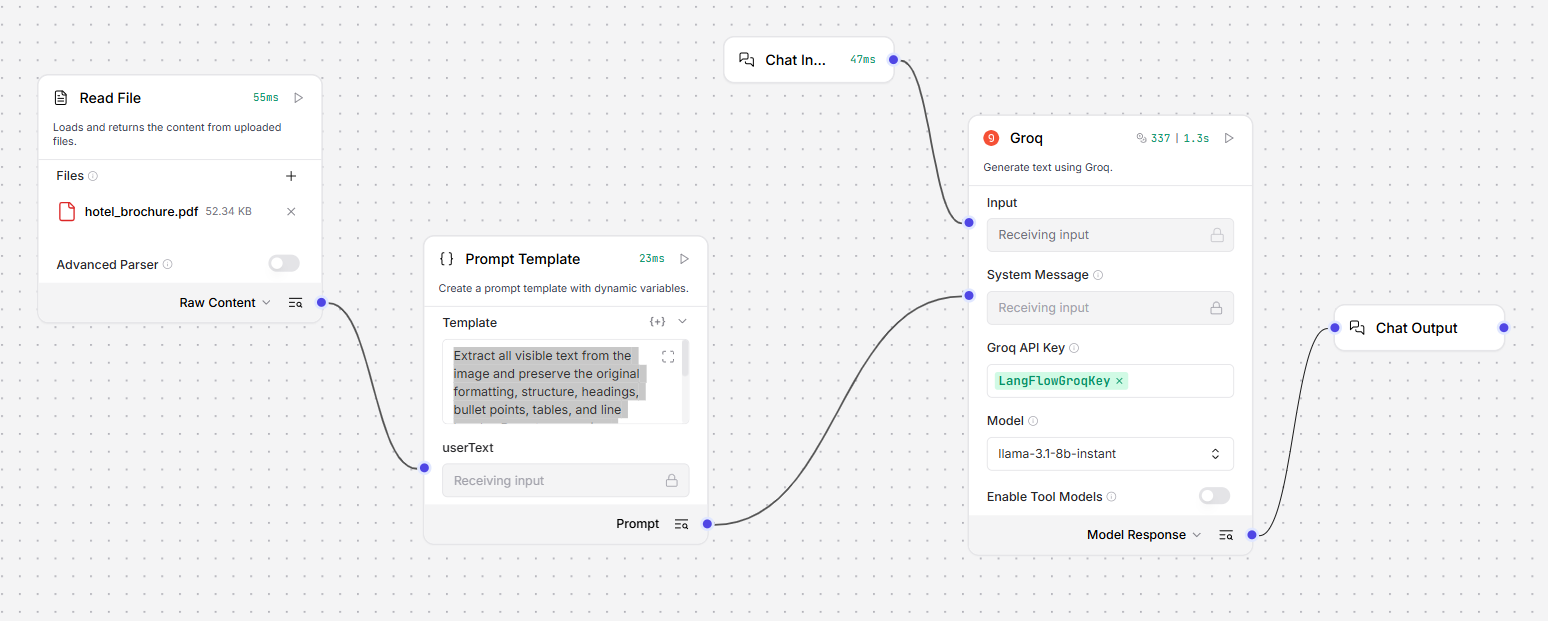 Read File
55ms
Loads and returns the content from uploaded
files.
Files
hotel_brochure.pdf 52.34 KB
Advanced Parser
Raw Content
Prompt Template
23ms
Create a prompt template with dynamic variables.
Template
Extract all visible text from the
image and preserve the original
formatting, structure, headings,
bullet points, tables, and line
userText
Receiving input
Prompt
Chat In...
47ms
Groq
337 | 1.3s
Generate text using Groq.
Input
Receiving input
System Message
Receiving input
Groq API Key
LangFlowGroqKey
Model
llama-3.1-8b-instant
Enable Tool Models
Model Response
Chat Output